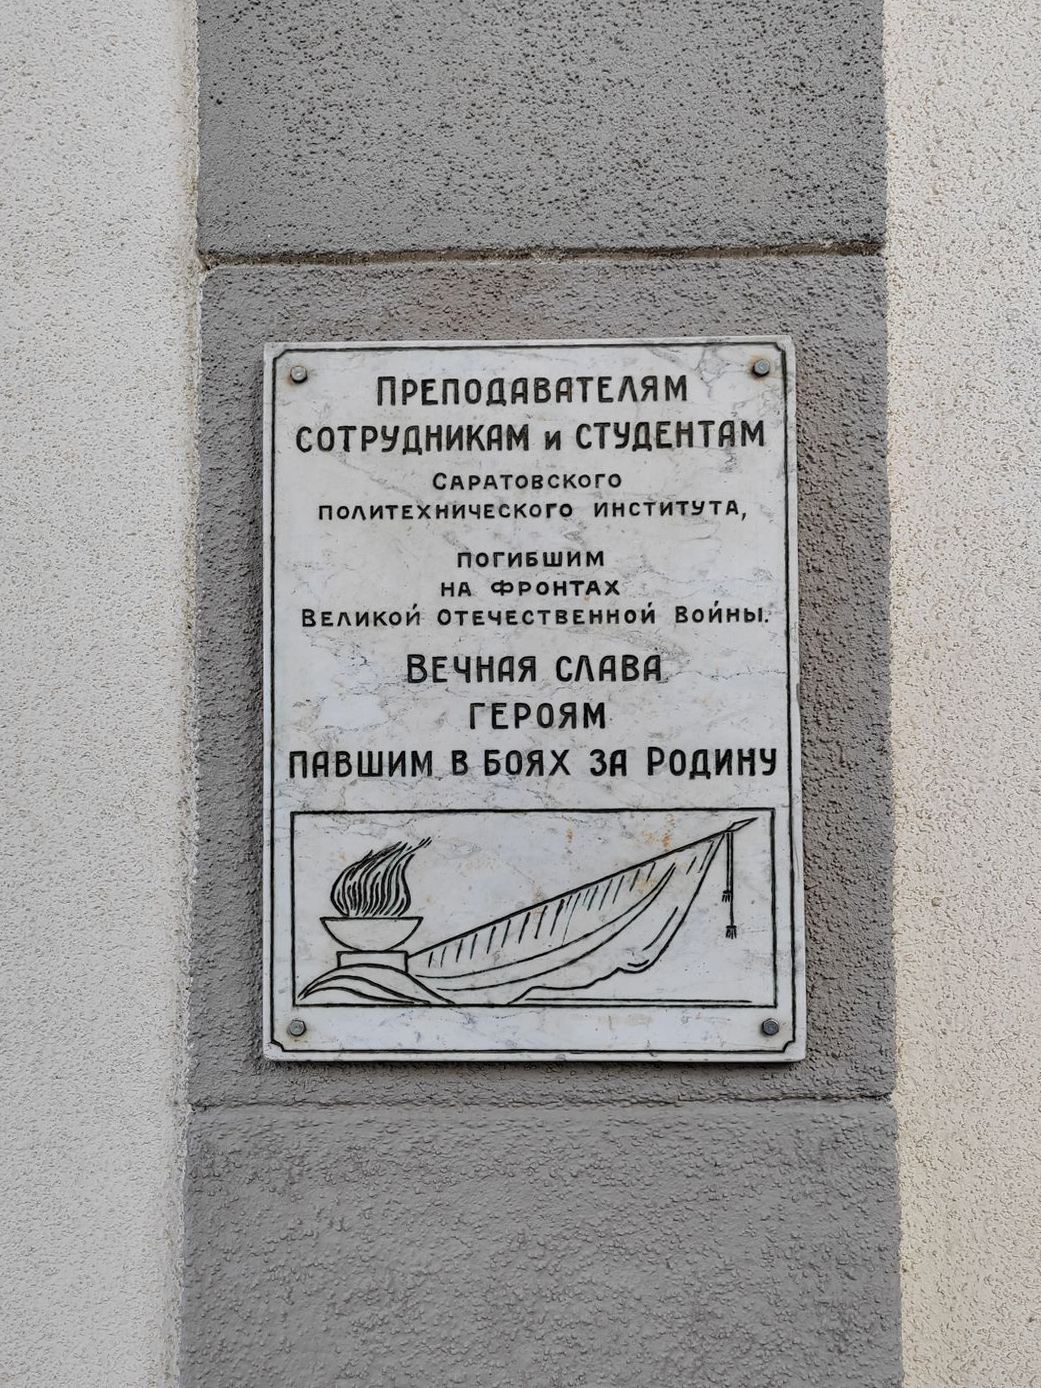 Преподавателям
сотрудникам и студентам
Саратовского
политехнического института,
погибшим
на фронтах
Великой Отечественной Войны.
Вечная слава
героям
павшим в боях за Родину